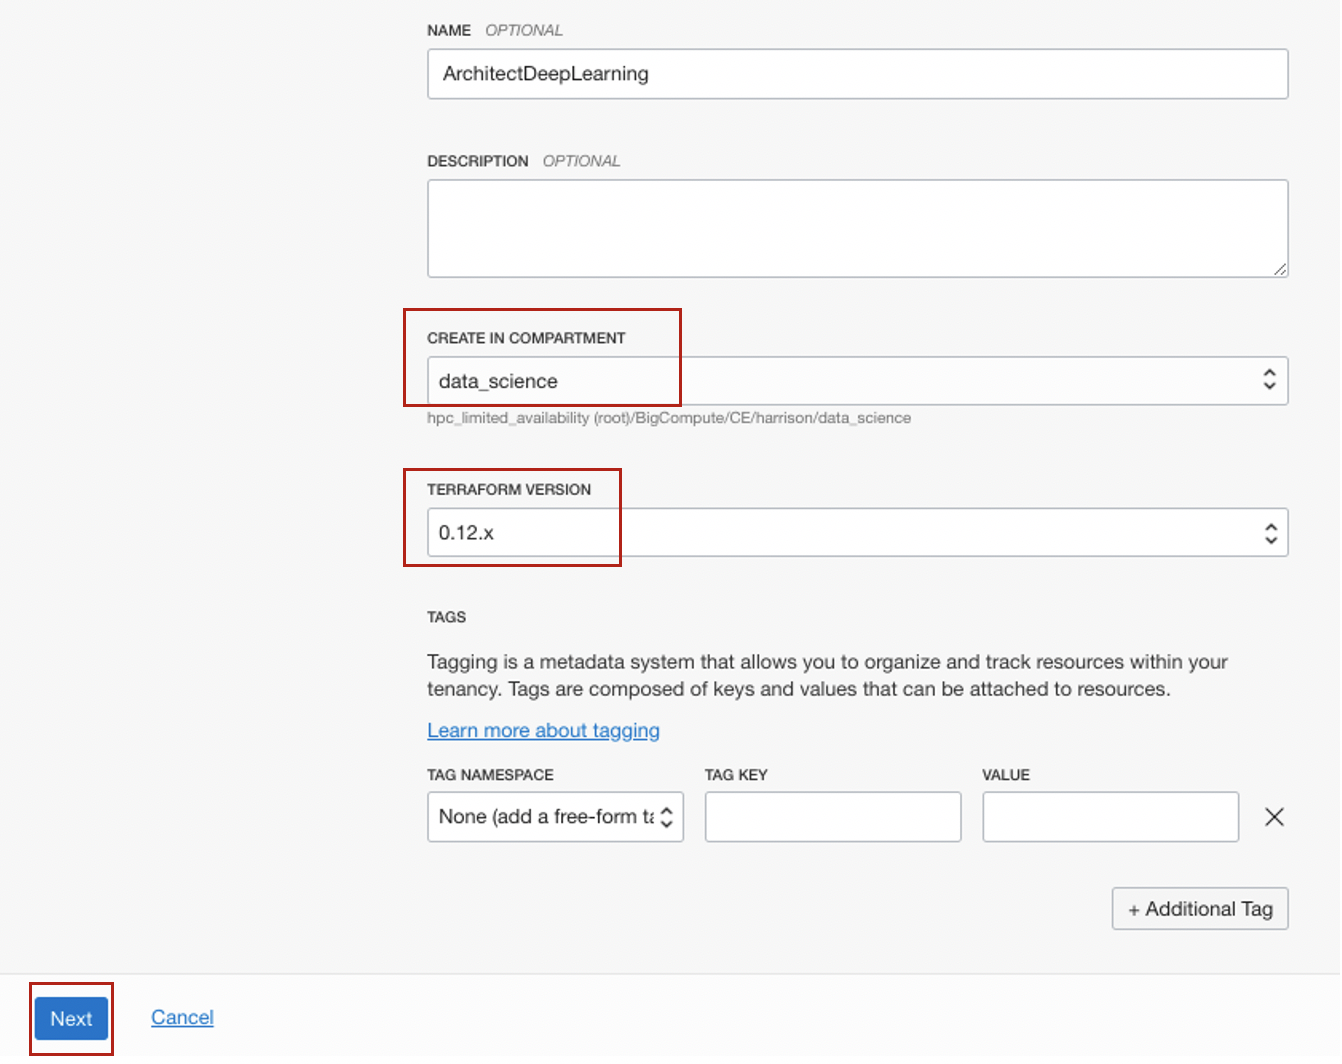 NAME OPTIONAL
ArchitectDeepLearning
DESCRIPTION OPTIONAL
CREATE IN COMPARTMENT
data_science
hpc_limited_availability (root)/BigCompute/CE/harrison/data_science
TERRAFORM VERSION
0.12.x
TAGS
Tagging is a metadata system that allows you to organize and track resources within your
tenancy. Tags are composed of keys and values that can be attached to resources.
Learn more about tagging
TAG NAMESPACE TAG KEY VALUE
None (add a free-form ta
+ Additional Tag
Next Cancel